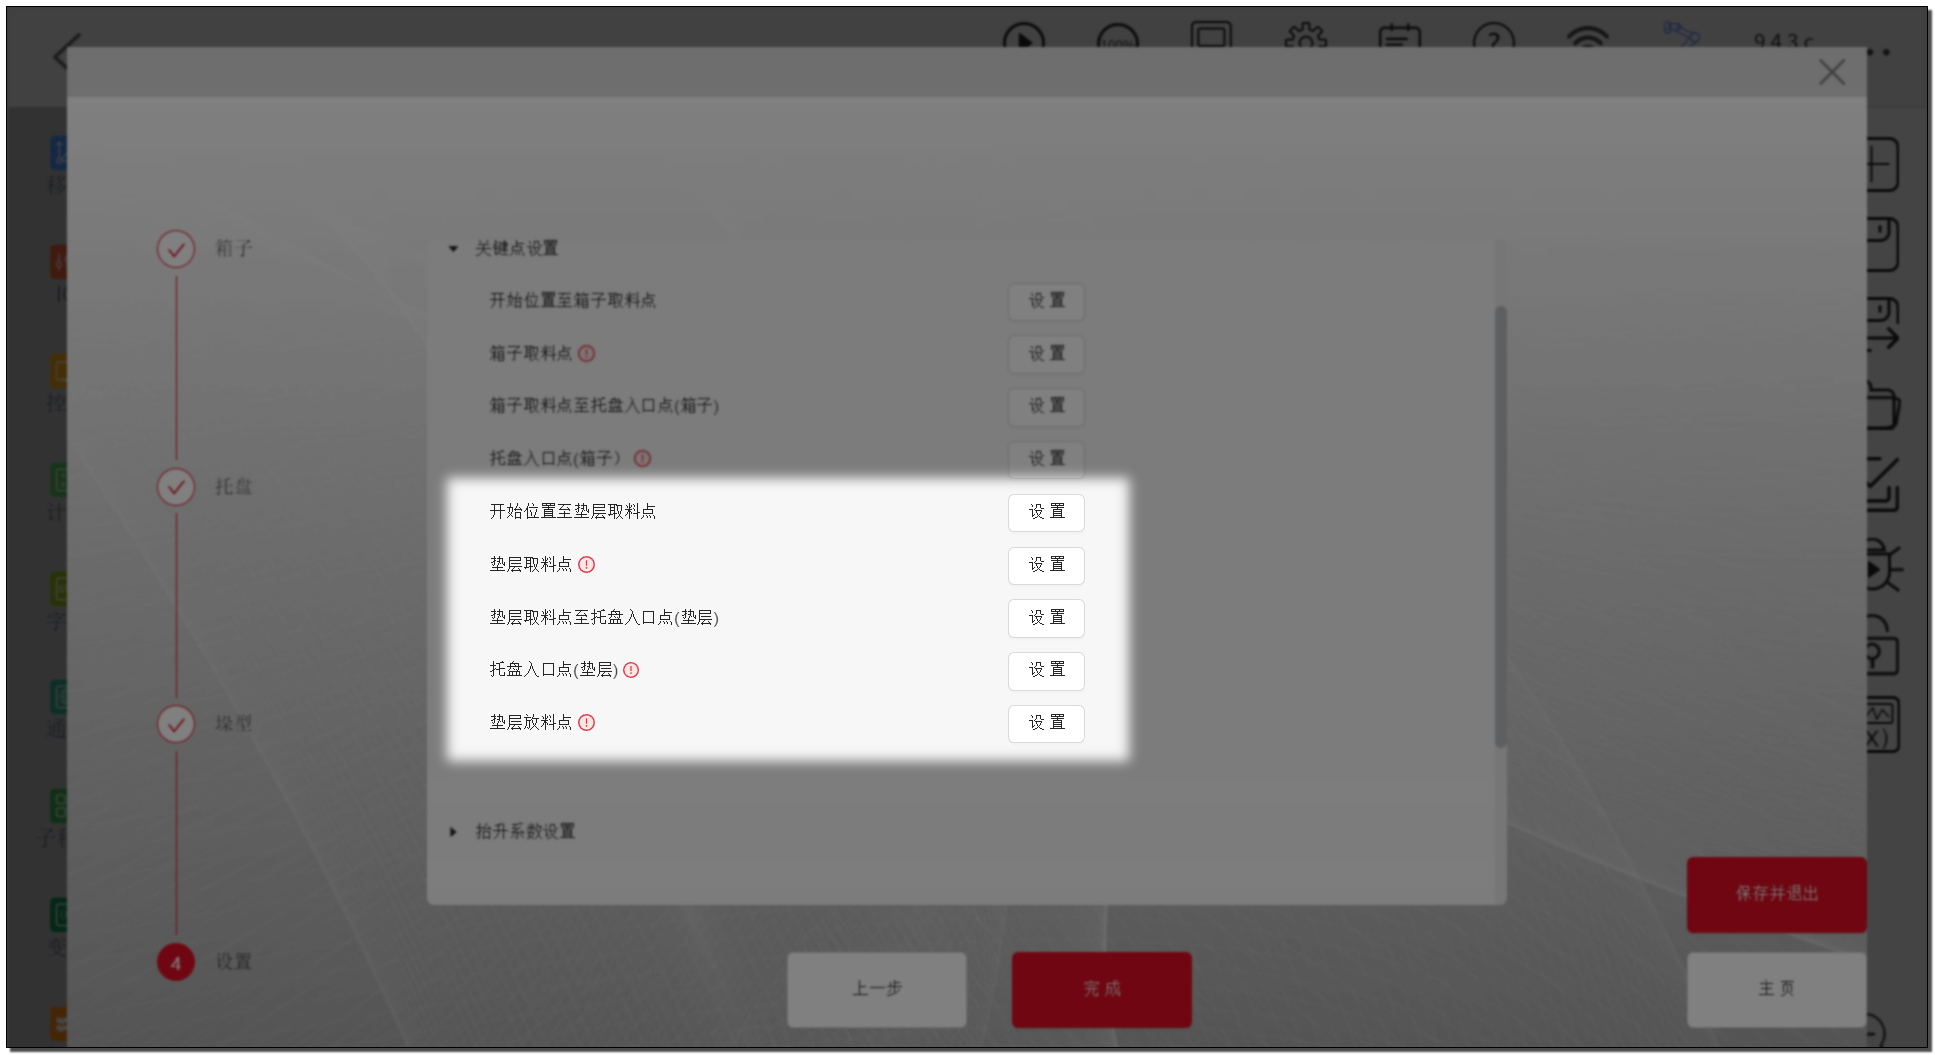 100%
943c
箱子
关键点设置
开始位置至箱子取料点 设 置
箱子取料点 设 置
箱子取料点至托盘入口点(箱子) 设 置
托盘入口点(箱子） 设 置
托盘
开始位置至垫层取料点 设 置
垫层取料点 设 置
垫层取料点至托盘入口点(垫层) 设 置
托盘入口点(垫层) 设 置
垛型
垫层放料点 设 置
抬升系数设置
保存并退出
4 设置
上一步
完 成
主 页